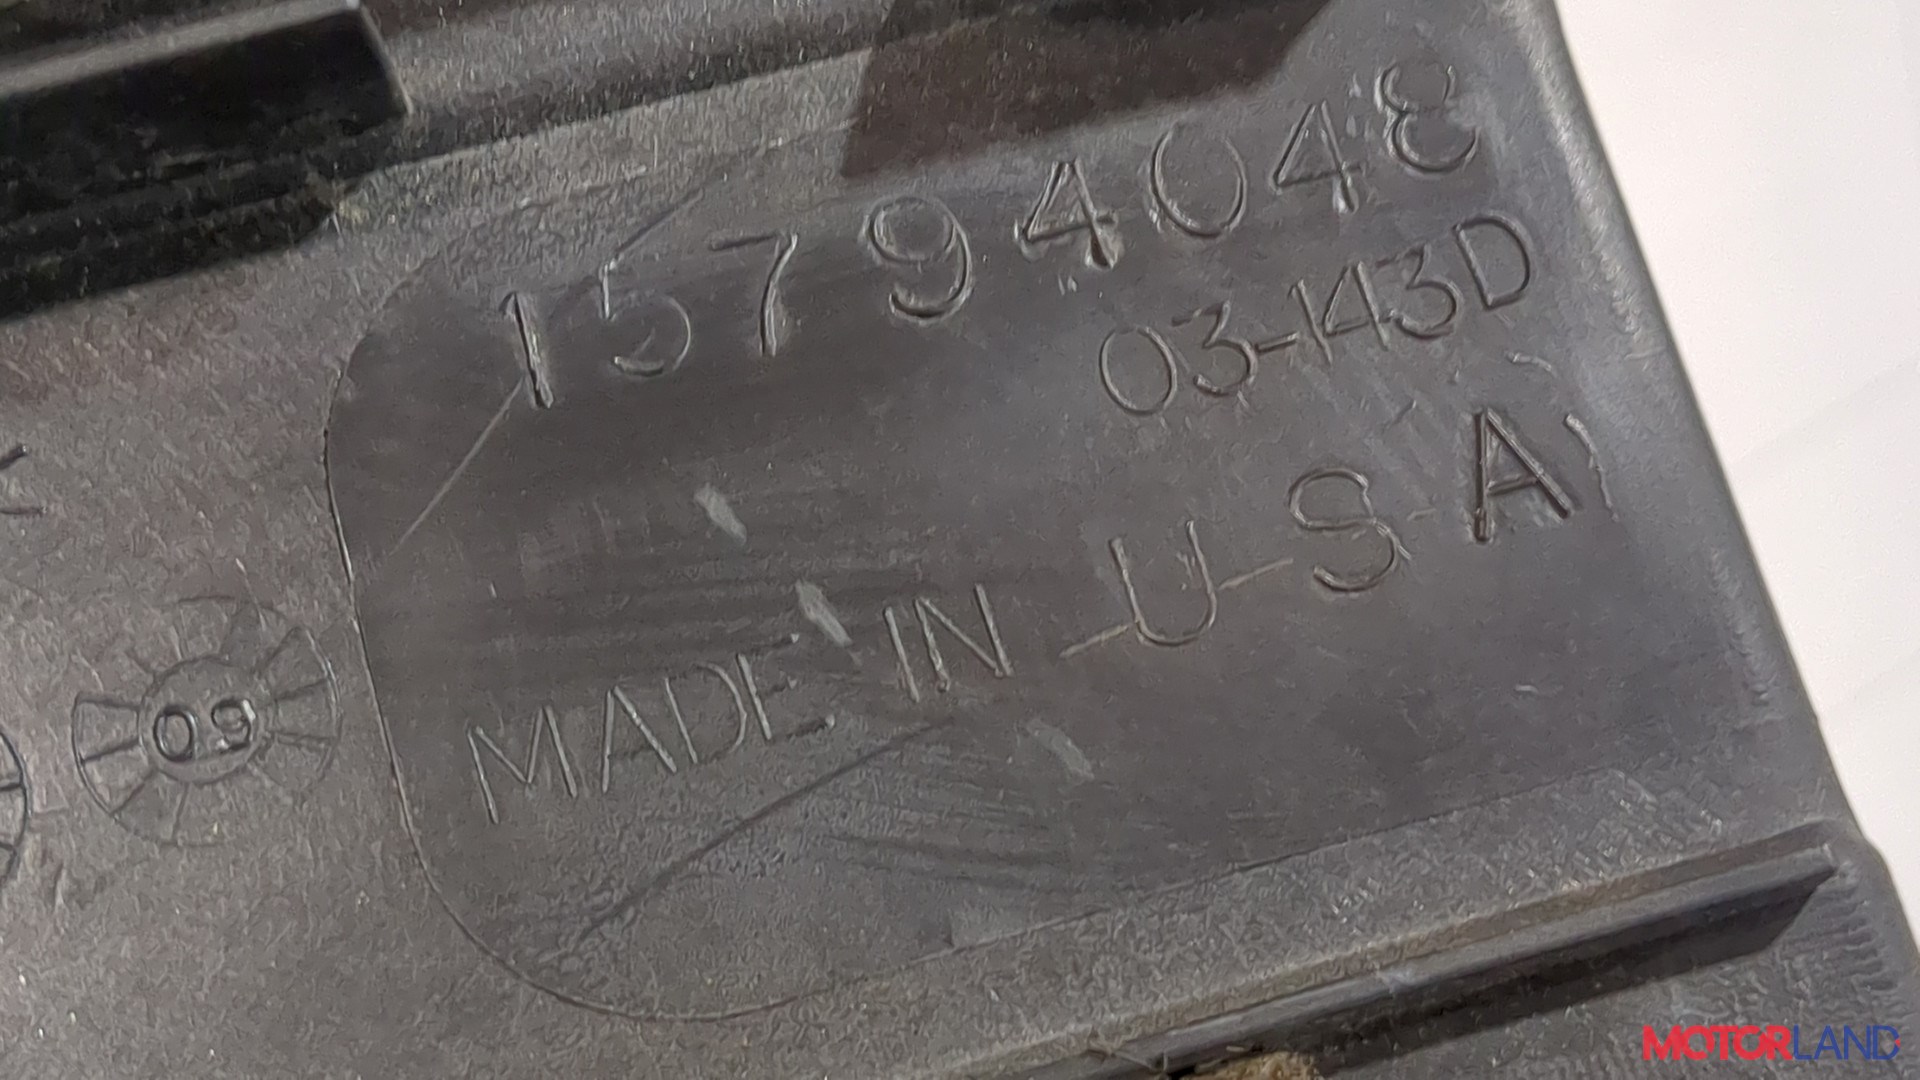 15794048
03-143D
MADE IN U-S-A
09
MOTORLAND